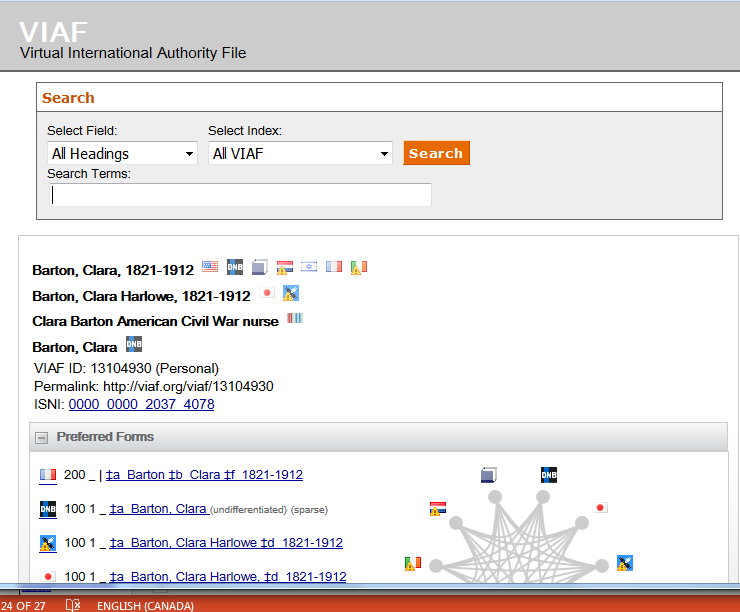 VIAF
Virtual International Authority File
Search
Select Field: Select Index:
All Headings All VIAF Search
Search Terms:
Barton, Clara, 1821-1912 DNB
Barton, Clara Harlowe, 1821-1912
Clara Barton American Civil War nurse
Barton, Clara DNB
VIAF ID: 13104930 (Personal)
Permalink: http://viaf.org/viaf/13104930
ISNI: 0000 0000 2037 4078
Preferred Forms
200 _ | ‡a Barton ‡b Clara ‡f 1821-1912
DNB 100 1 _ ‡a Barton, Clara (undifferentiated) (sparse)
100 1 _ ‡a Barton, Clara Harlowe ‡d 1821-1912
100 1 _ ‡a Barton, Clara Harlowe, ‡d 1821-1912
DNB
24 OF 27 ENGLISH (CANADA)